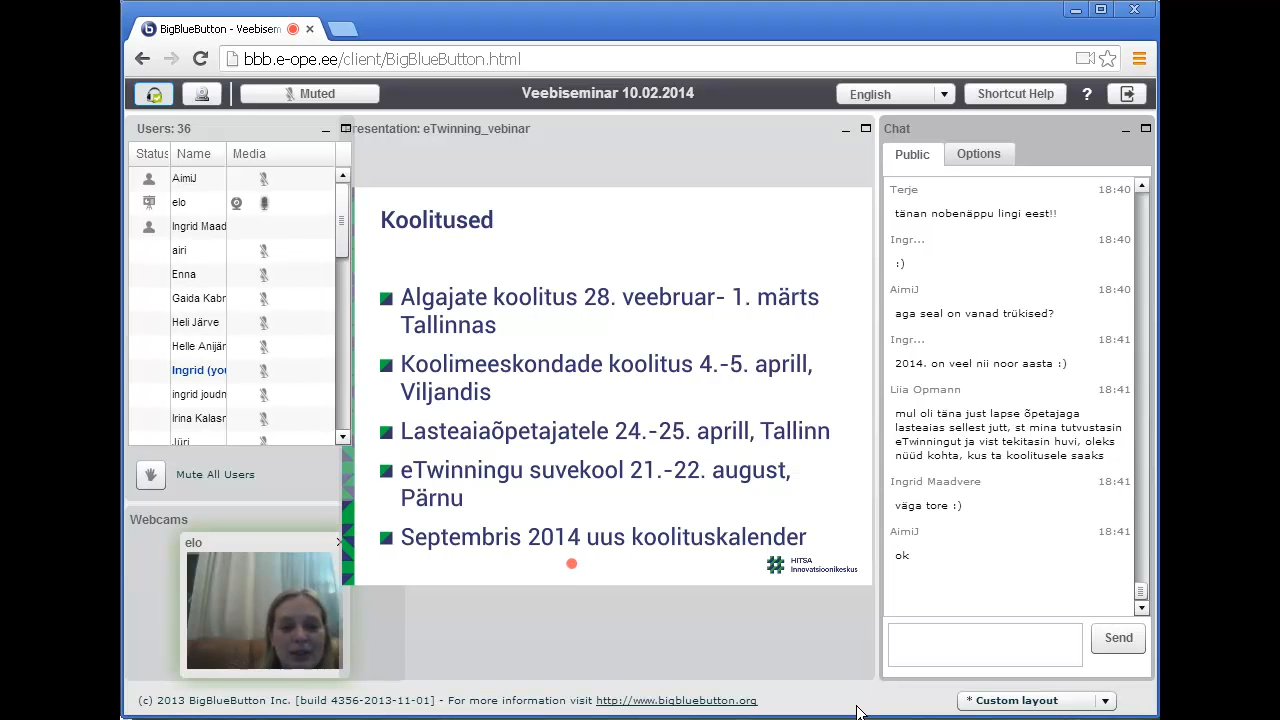 BigBlueButton - Veebisem
bbb.e-ope.ee/client/BigBlueButton.html
Muted
Veebiseminar 10.02.2014
English
Shortcut Help
?
Users: 36
Status Name Media
AimiJ
elo
Ingrid Maad
airi
Enna
Gaida Kabr
Heli Järve
Helle Anijär
Ingrid (you
ingrid joudn
Irina Kalasn
Jüri
Mute All Users
Webcams
elo
resentation: eTwinning_vebinar
Koolitused
Algajate koolitus 28. veebruar- 1. märts
Tallinnas
Koolimeeskondade koolitus 4.-5. aprill,
Viljandis
Lasteaiaõpetajatele 24.-25. aprill, Tallinn
eTwinningu suvekool 21.-22. august,
Pärnu
Septembris 2014 uus koolituskalender
HITSA
Innovatsioonikeskus
Chat
Public Options
Terje 18:40
tänan nobenäppu lingi eest!!
Ingr... 18:40
:)
AimiJ 18:40
aga seal on vanad trükised?
Ingr... 18:41
2014. on veel nii noor aasta :)
Liia Opmann 18:41
mul oli täna just lapse õpetajaga
lasteaias sellest jutt, st mina tutvustasin
eTwinningut ja vist tekitasin huvi, oleks
nüüd kohta, kus ta koolitusele saaks
Ingrid Maadvere 18:41
väga tore :)
AimiJ 18:41
ok
Send
(c) 2013 BigBlueButton Inc. [build 4356-2013-11-01] - For more information visit http://www.bigbluebutton.org
* Custom layout